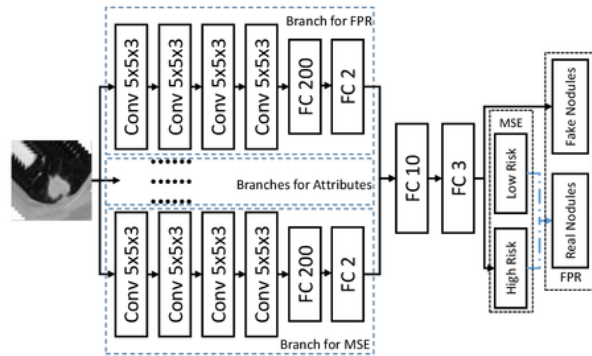 Branch for FPR
Conv 5x5x3
Conv 5x5x3
Conv 5x5x3
Conv 5x5x3
FC 200
FC 2
Branches for Attributes
Conv 5x5x3
Conv 5x5x3
Conv 5x5x3
Conv 5x5x3
FC 200
FC 2
Branch for MSE
FC 10
FC 3
MSE
Low Risk
High Risk
Fake Nodules
Real Nodules
FPR